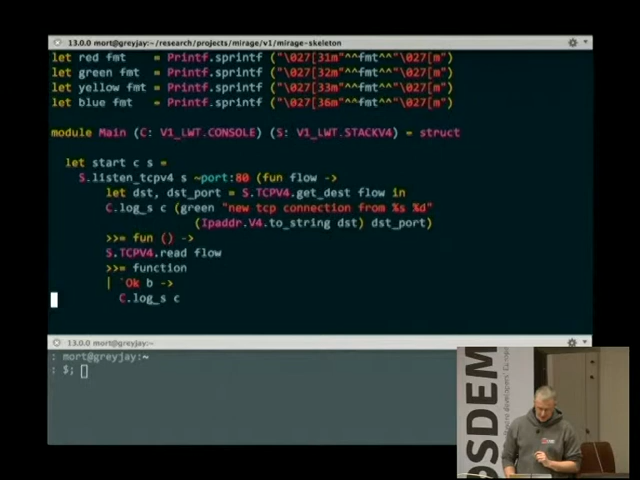 13.0.0 mort@greyjay:~/research/projects/mirage/v1/mirage-skeleton
let red fmt = Printf.sprintf ("\027[31m"^^fmt^^"\027[m")
let green fmt = Printf.sprintf ("\027[32m"^^fmt^^"\027[m")
let yellow fmt = Printf.sprintf ("\027[33m"^^fmt^^"\027[m")
let blue fmt = Printf.sprintf ("\027[36m"^^fmt^^"\027[m")
module Main (C: V1_LWT.CONSOLE) (S: V1_LWT.STACKV4) = struct
let start c s =
S.listen_tcpv4 s ~port:80 (fun flow ->
let dst, dst_port = S.TCPV4.get_dest flow in
C.log_s c (green "new tcp connection from %s %d"
(Ipaddr.V4.to_string dst) dst_port)
>>= fun () ->
S.TCPV4.read flow
>>= function
| `Ok b ->
C.log_s c
13.0.0 mort@greyjay:~
: mort@greyjay:~
: $;
OSDEM